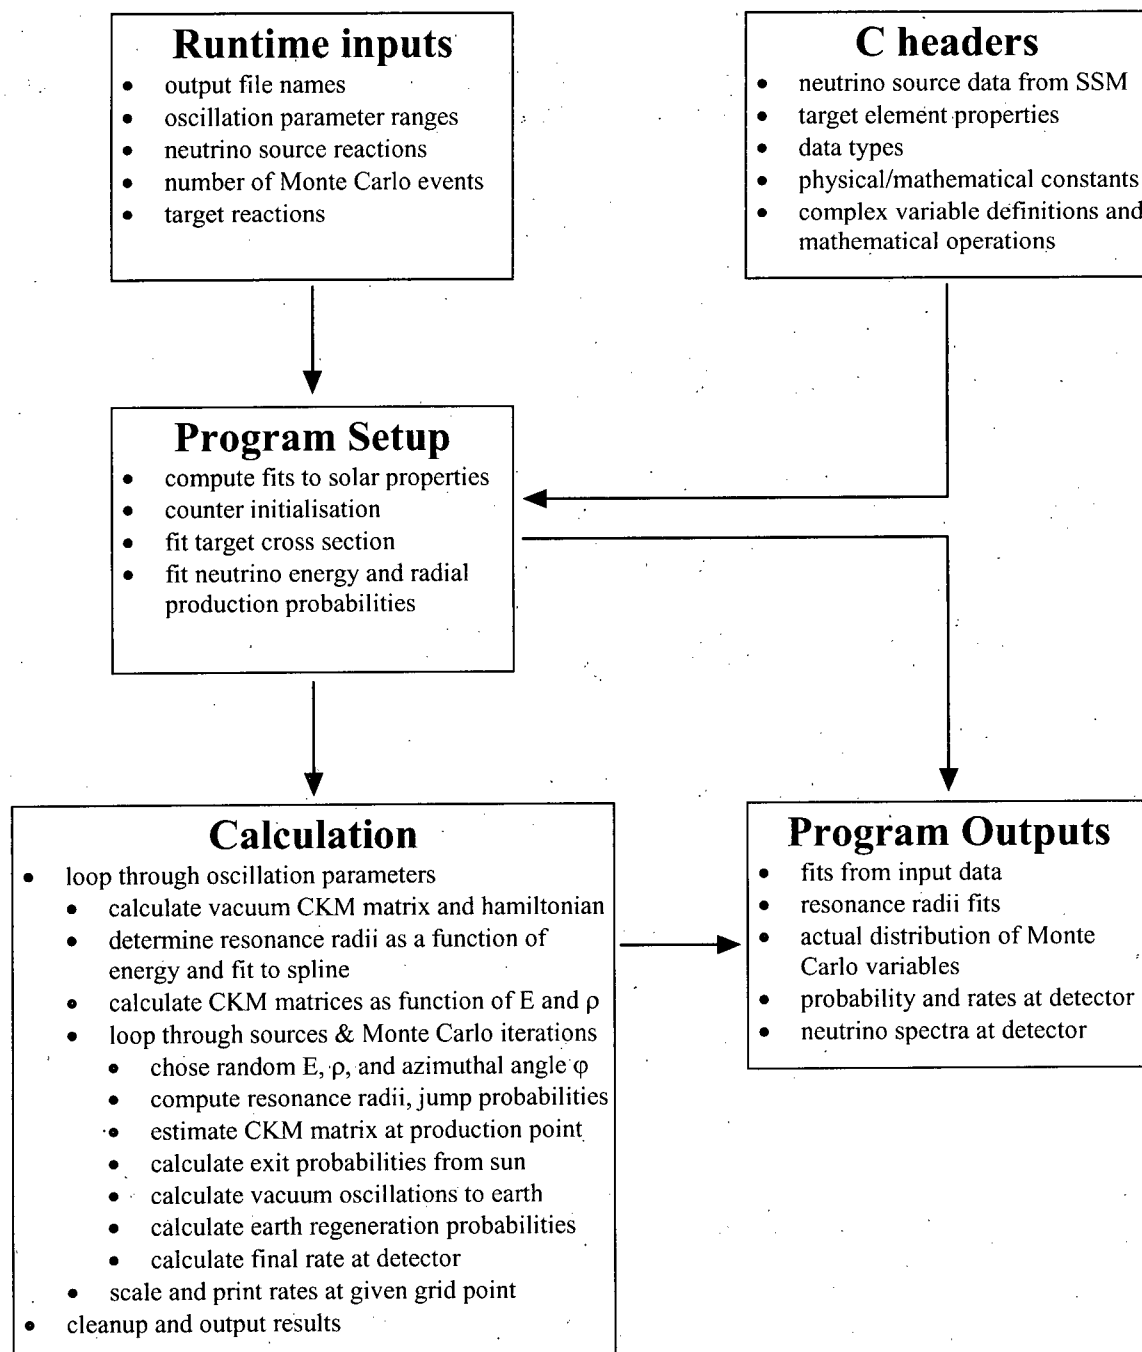 Runtime inputs
• output file names
• oscillation parameter ranges
• neutrino source reactions
• number of Monte Carlo events
• target reactions
C headers
• neutrino source data from SSM
• target element properties
• data types
• physical/mathematical constants
• complex variable definitions and
mathematical operations
Program Setup
• compute fits to solar properties
• counter initialisation
• fit target cross section
• fit neutrino energy and radial
production probabilities
Calculation
• loop through oscillation parameters
• calculate vacuum CKM matrix and hamiltonian
• determine resonance radii as a function of
energy and fit to spline
• calculate CKM matrices as function of E and ρ
• loop through sources & Monte Carlo iterations
• chose random E, ρ, and azimuthal angle φ
• compute resonance radii, jump probabilities
• estimate CKM matrix at production point
• calculate exit probabilities from sun
• calculate vacuum oscillations to earth
• calculate earth regeneration probabilities
• calculate final rate at detector
• scale and print rates at given grid point
• cleanup and output results
Program Outputs
• fits from input data
• resonance radii fits
• actual distribution of Monte
Carlo variables
• probability and rates at detector
• neutrino spectra at detector